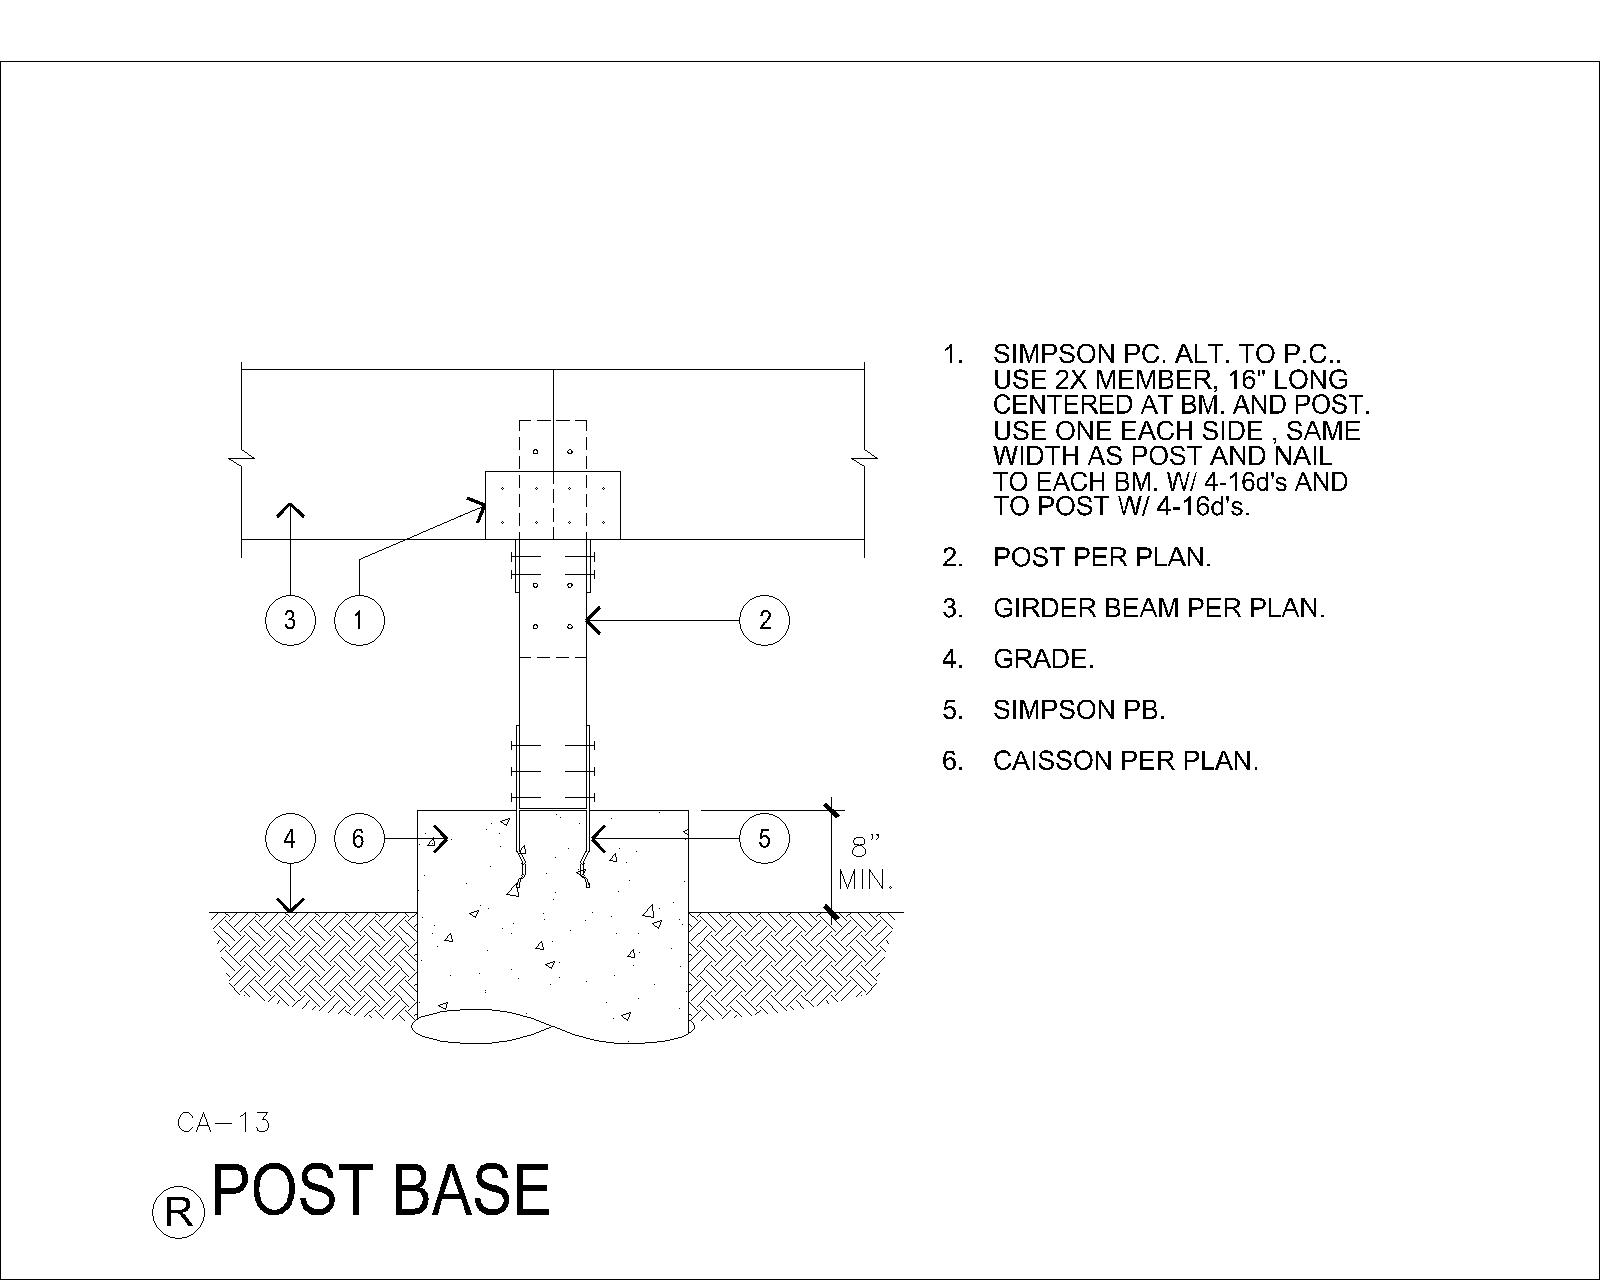 1. SIMPSON PC. ALT. TO P.C..
USE 2X MEMBER, 16" LONG
CENTERED AT BM. AND POST.
USE ONE EACH SIDE , SAME
WIDTH AS POST AND NAIL
TO EACH BM. W/ 4-16d's AND
TO POST W/ 4-16d's.
2. POST PER PLAN.
3. GIRDER BEAM PER PLAN.
4. GRADE.
5. SIMPSON PB.
6. CAISSON PER PLAN.
3 1 2
4 6 5
8”
MIN.
CA-13
R POST BASE